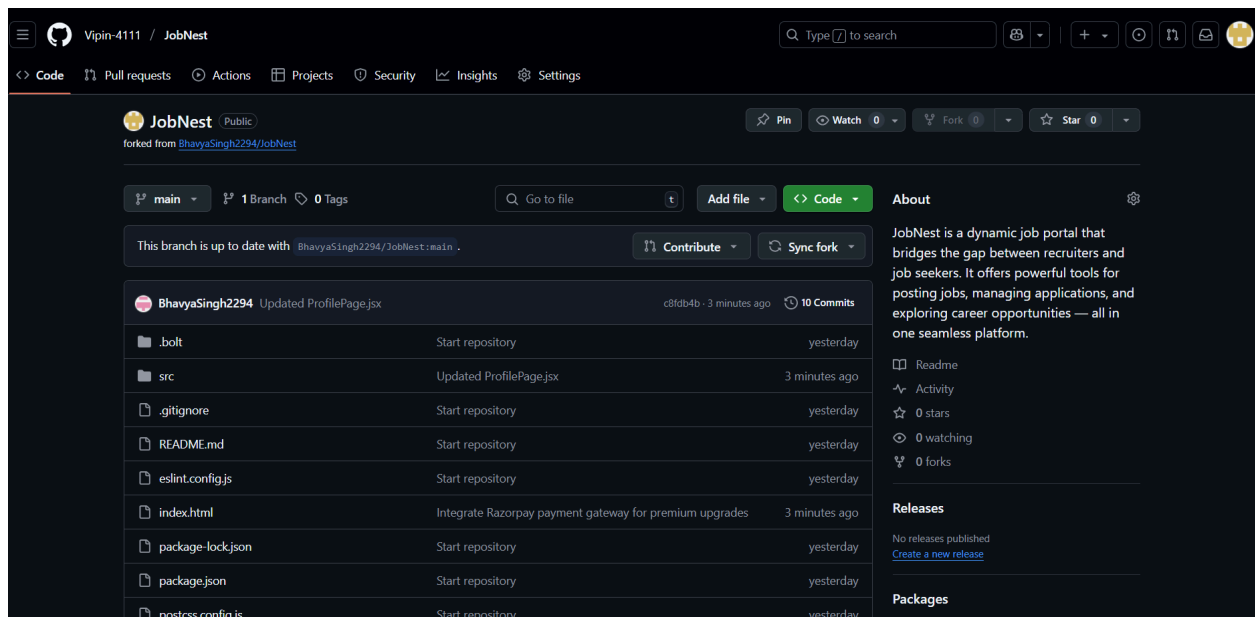 Vipin-4111 / JobNest Type / to search
<> Code Pull requests Actions Projects Security Insights Settings
JobNest Public Pin Watch 0 Fork 0 Star 0
forked from BhavyaSingh2294/JobNest
main 1 Branch 0 Tags Go to file t Add file <> Code
This branch is up to date with BhavyaSingh2294/JobNest:main . Contribute Sync fork
BhavyaSingh2294 Updated ProfilePage.jsx c8fdb4b · 3 minutes ago 10 Commits
.bolt Start repository yesterday
src Updated ProfilePage.jsx 3 minutes ago
.gitignore Start repository yesterday
README.md Start repository yesterday
eslint.config.js Start repository yesterday
index.html Integrate Razorpay payment gateway for premium upgrades 3 minutes ago
package-lock.json Start repository yesterday
package.json Start repository yesterday
postcss.config.js Start repository yesterday
About
JobNest is a dynamic job portal that
bridges the gap between recruiters and
job seekers. It offers powerful tools for
posting jobs, managing applications, and
exploring career opportunities — all in
one seamless platform.
Readme
Activity
0 stars
0 watching
0 forks
Releases
No releases published
Create a new release
Packages